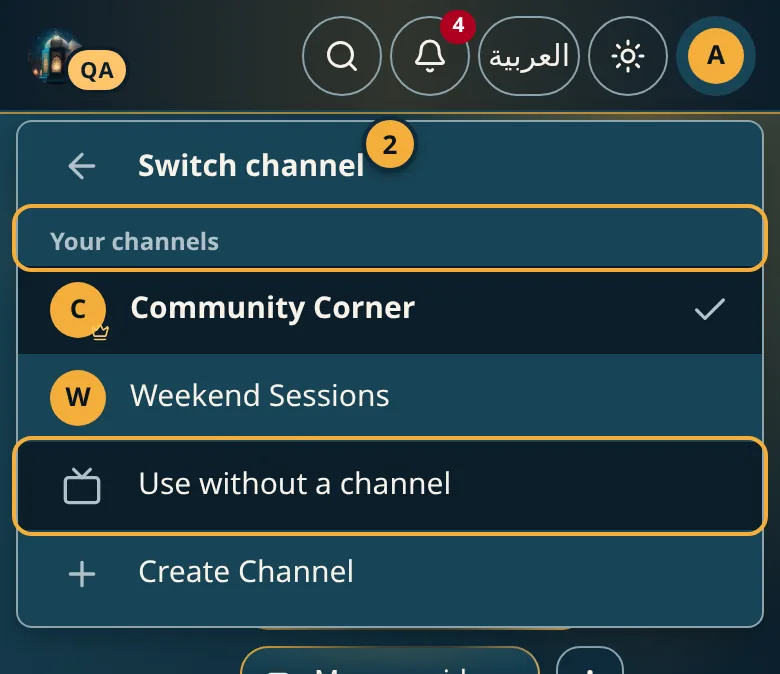 QA
4
العربية
A
2
Switch channel
Your channels
C
Community Corner
W
Weekend Sessions
Use without a channel
Create Channel